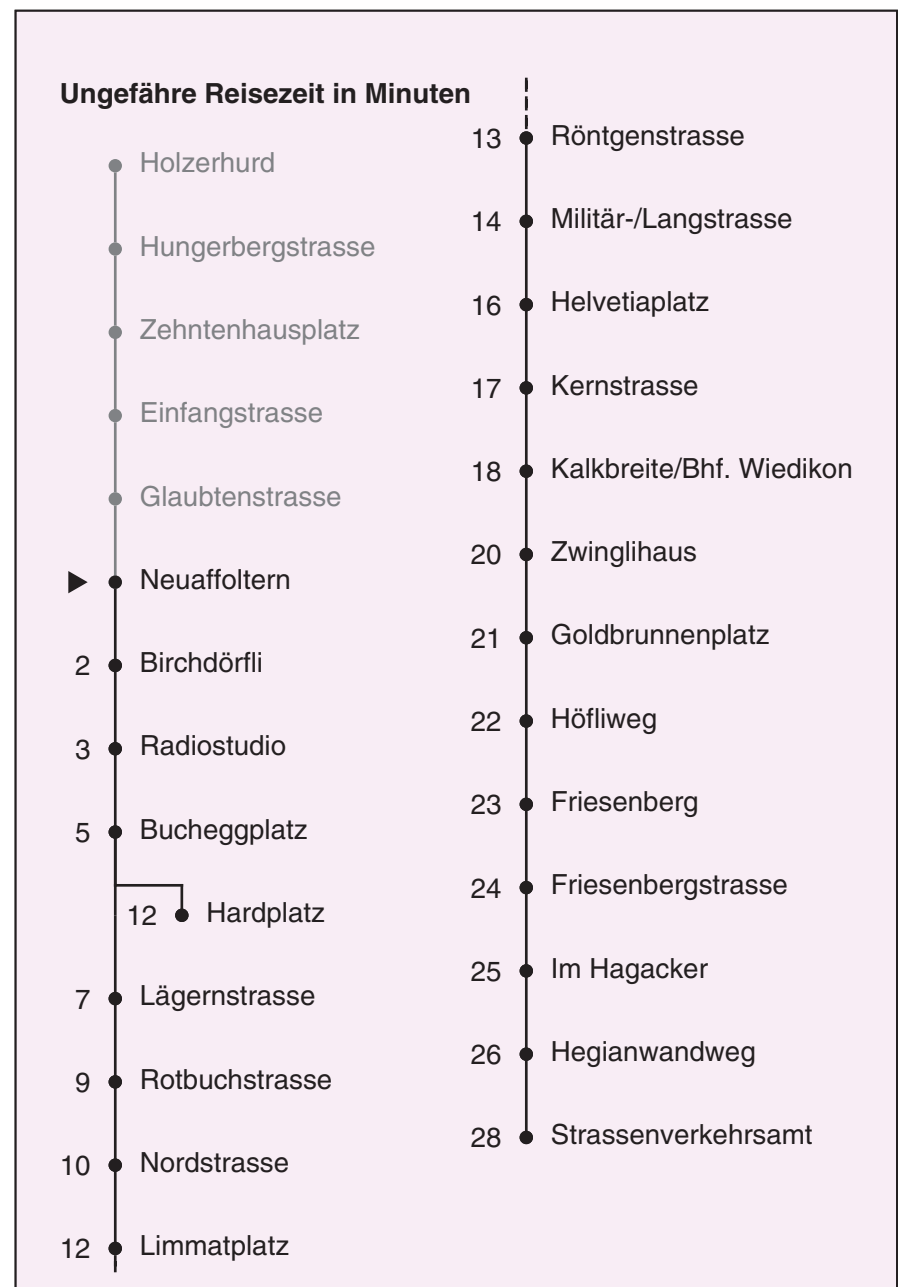 Ungefähre Reisezeit in Minuten
Holzerhurd
Hungerbergstrasse
Zehntenhausplatz
Einfangstrasse
Glaubtenstrasse
Neuaffoltern
2 Birchdörfli
3 Radiostudio
5 Bucheggplatz
12 Hardplatz
7 Lägernstrasse
9 Rotbuchstrasse
10 Nordstrasse
12 Limmatplatz
13 Röntgenstrasse
14 Militär-/Langstrasse
16 Helvetiaplatz
17 Kernstrasse
18 Kalkbreite/Bhf. Wiedikon
20 Zwinglihaus
21 Goldbrunnenplatz
22 Höfliweg
23 Friesenberg
24 Friesenbergstrasse
25 Im Hagacker
26 Hegianwandweg
28 Strassenverkehrsamt